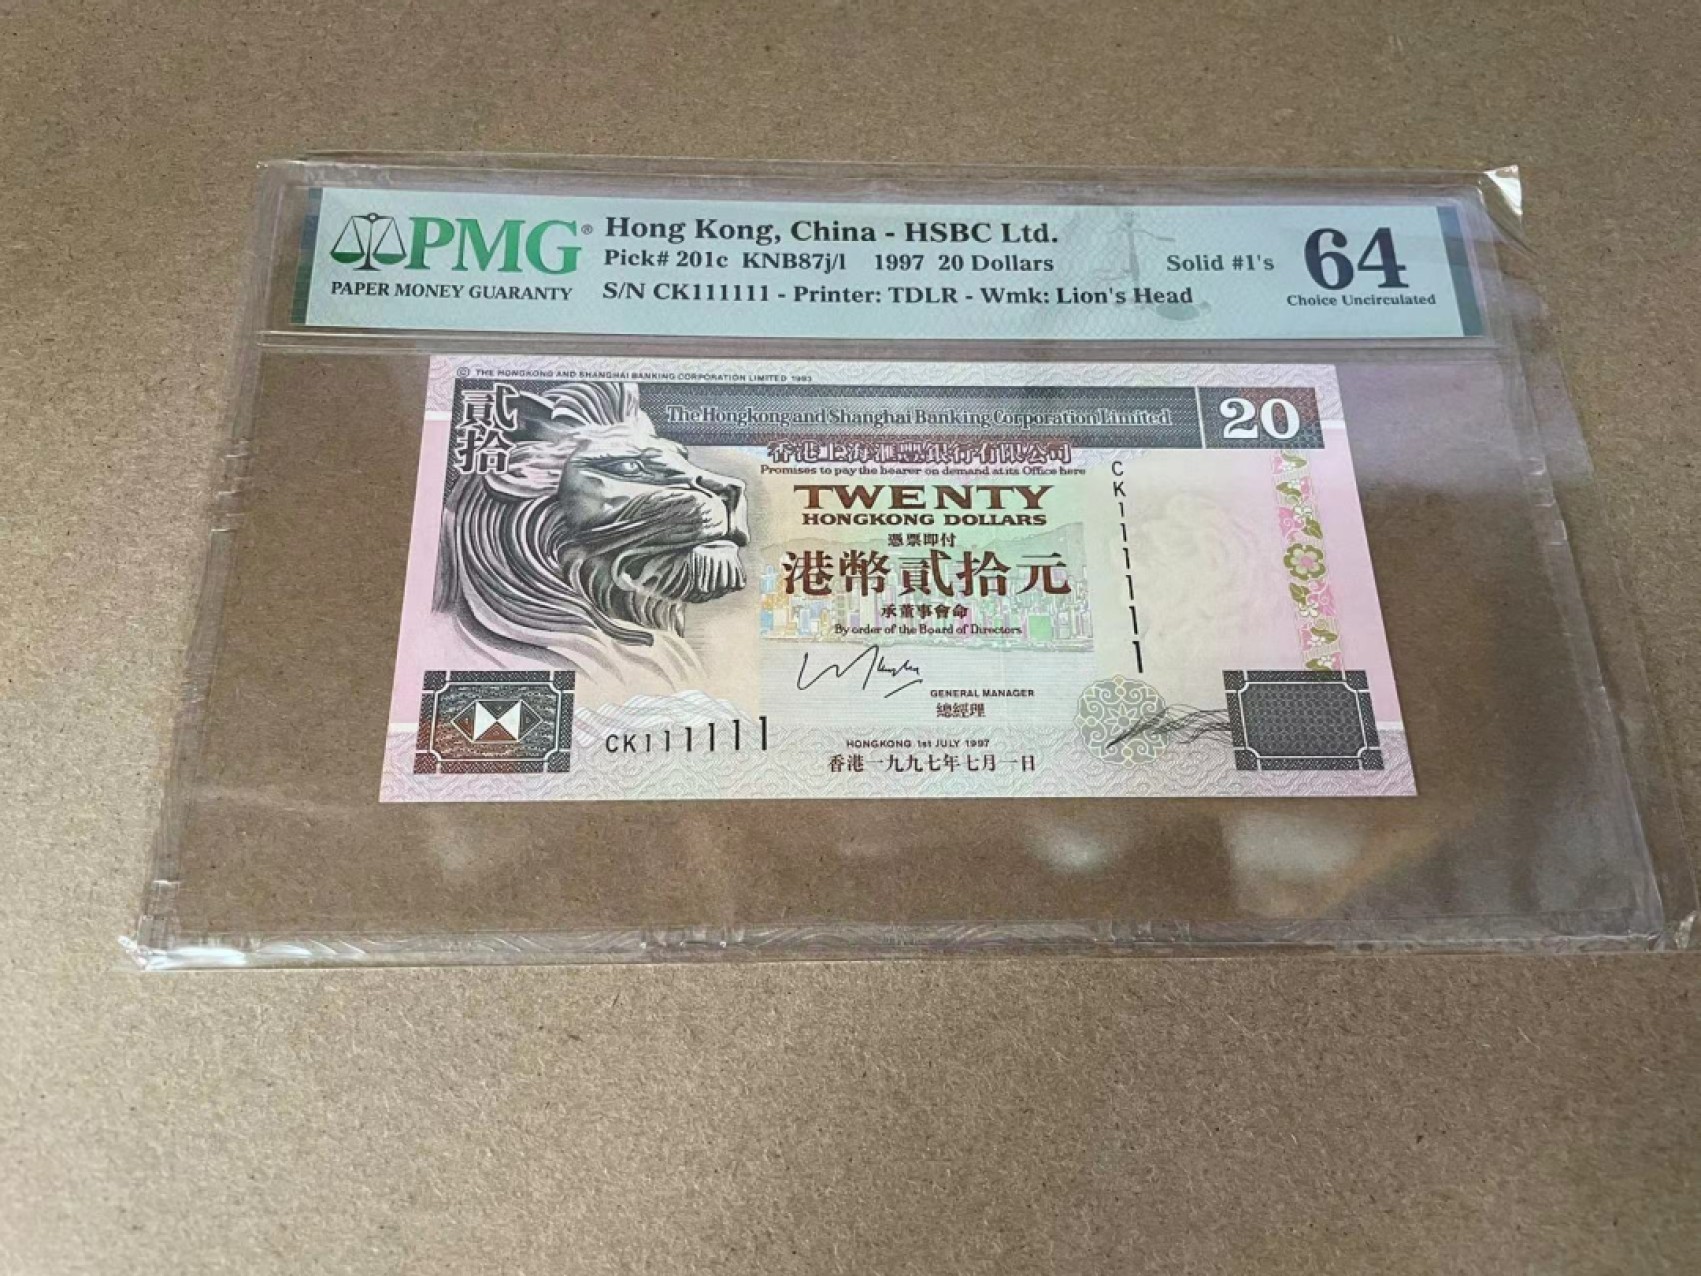 PMG®
PAPER MONEY GUARANTY
Hong Kong, China - HSBC Ltd.
Pick# 201c KNB87j/l 1997 20 Dollars
S/N CK111111 - Printer: TDLR - Wmk: Lion's Head
Solid #1's
64
Choice Uncirculated
© THE HONGKONG AND SHANGHAI BANKING CORPORATION LIMITED 1993
貳拾
The Hongkong and Shanghai Banking Corporation Limited
20
香港上海滙豐銀行有限公司
Promises to pay the bearer on demand at its Office here
TWENTY
HONGKONG DOLLARS
憑票即付
港幣貳拾元
承董事會命
By order of the Board of Directors
CK111111
GENERAL MANAGER
總經理
CK111111
HONGKONG 1st JULY 1997
香港一九九七年七月一日